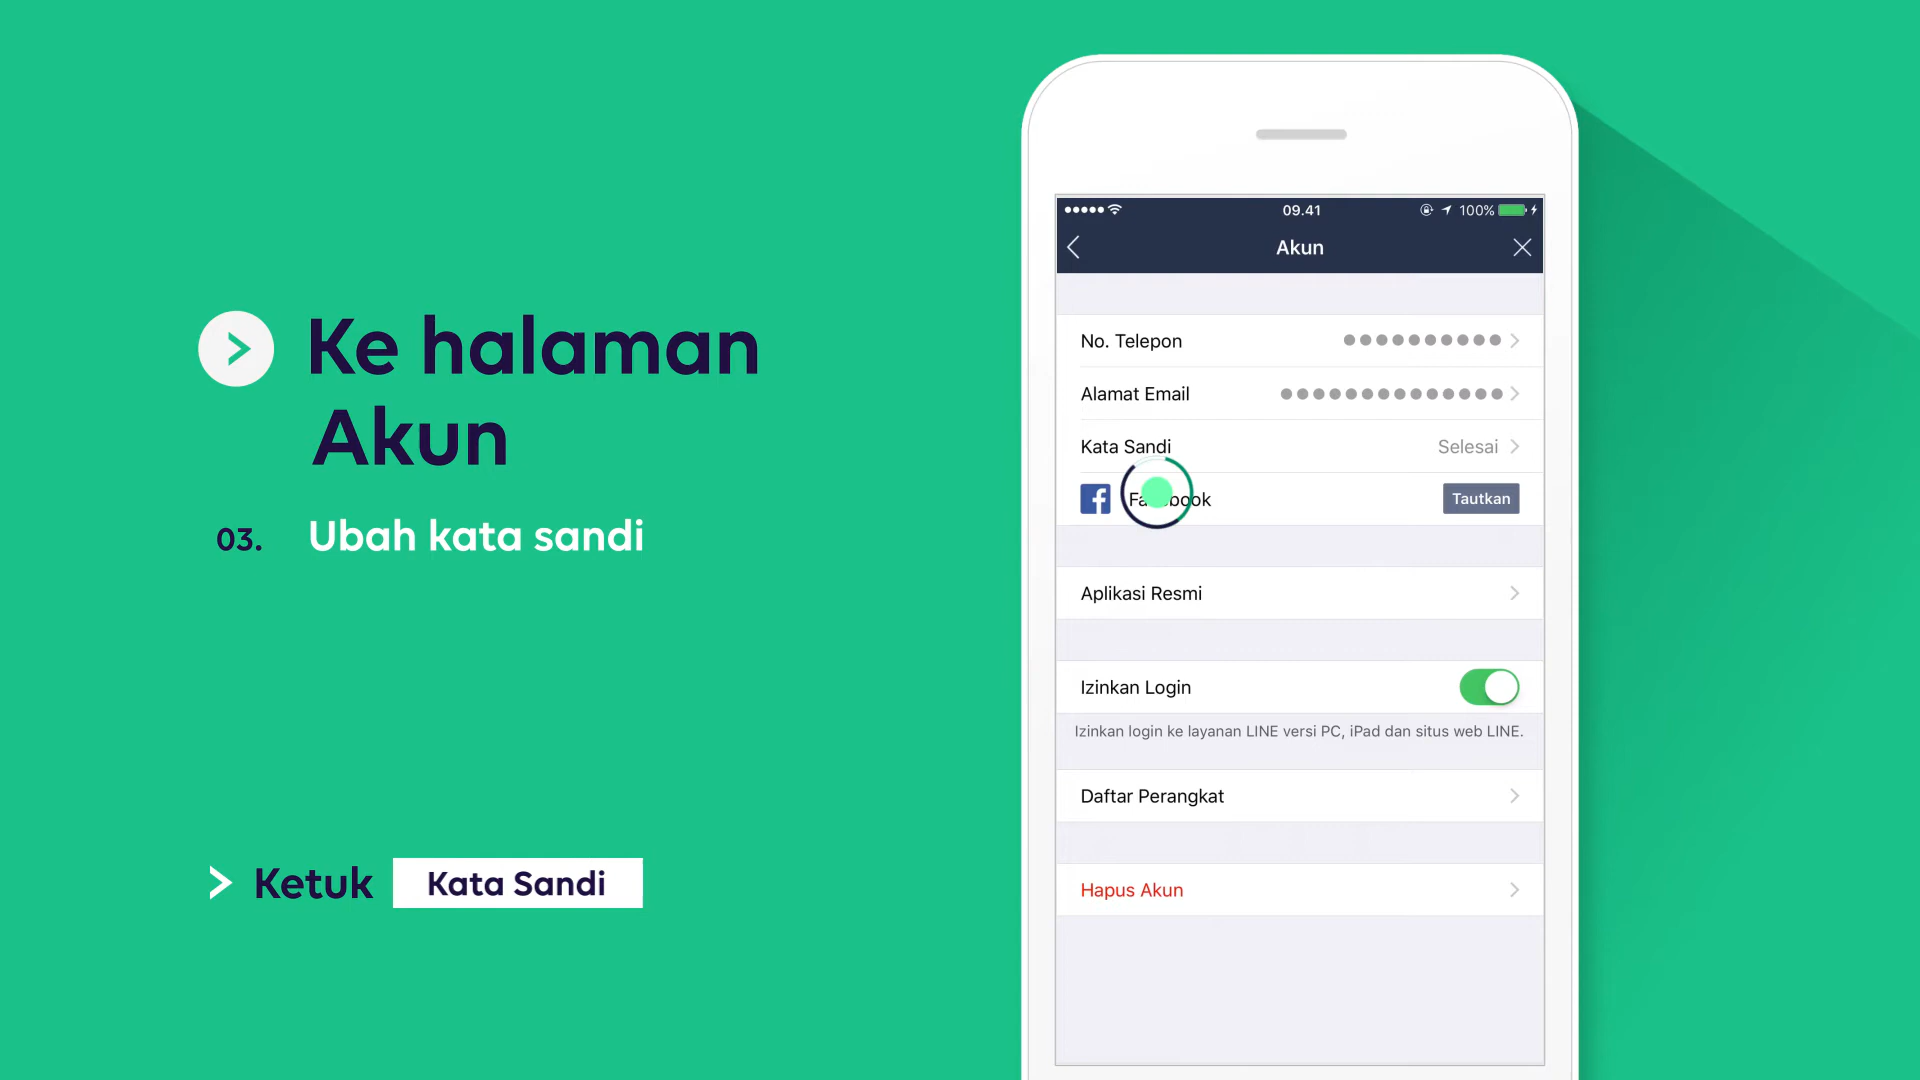 Ke halaman
Akun
03. Ubah kata sandi
Ketuk Kata Sandi
09.41
100%
Akun
No. Telepon
Alamat Email
Kata Sandi Selesai
Facebook Tautkan
Aplikasi Resmi
Izinkan Login
Izinkan login ke layanan LINE versi PC, iPad dan situs web LINE.
Daftar Perangkat
Hapus Akun